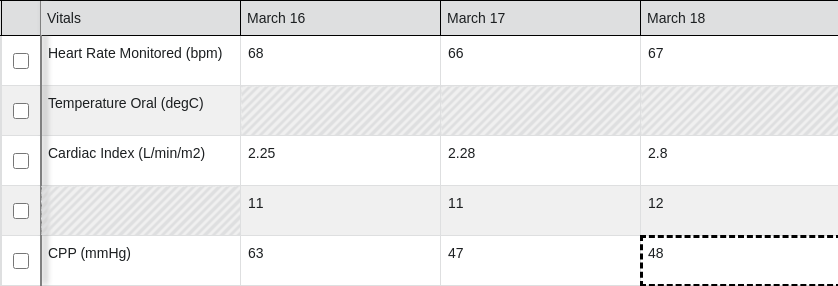 Vitals March 16 March 17 March 18
Heart Rate Monitored (bpm) 68 66 67
Temperature Oral (degC)
Cardiac Index (L/min/m2) 2.25 2.28 2.8
11 11 12
CPP (mmHg) 63 47 48